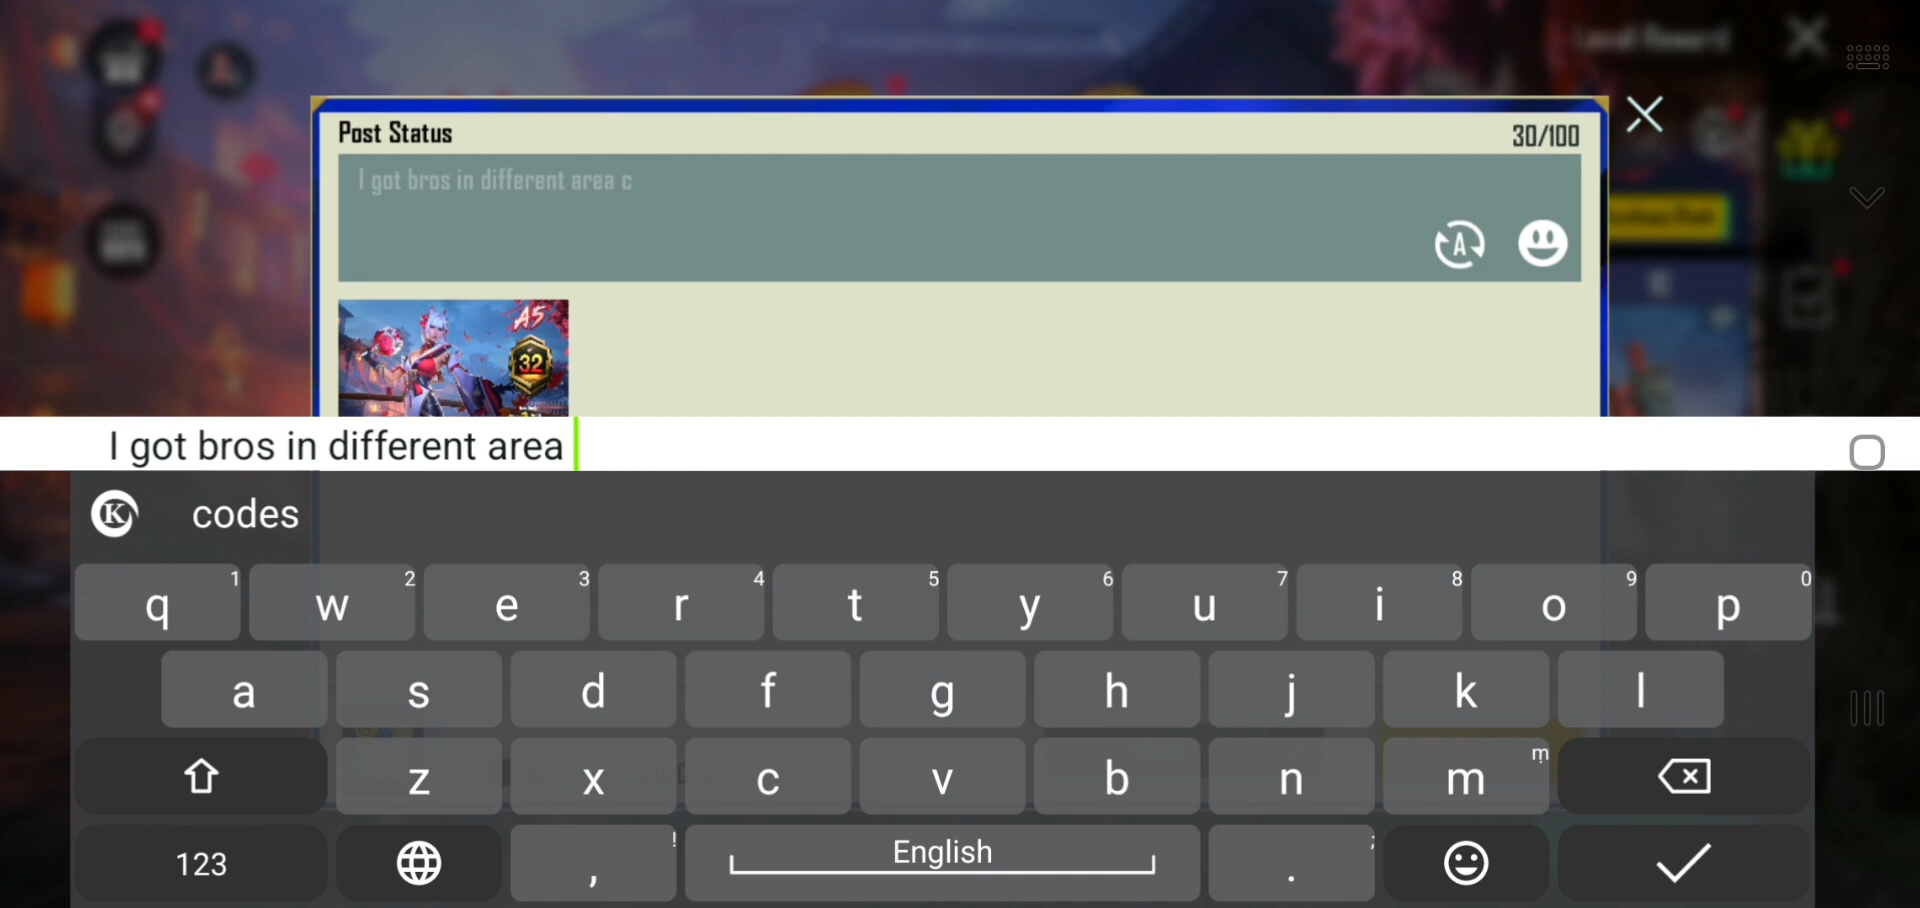 Post Status
30/100
I got bros in different area c
A
A5
32
I got bros in different area
K
codes
q 1 w 2 e 3 r 4 t 5 y 6 u 7 i 8 o 9 p 0
a s d f g h j k l
z x c v b n m ṃ
123 , ! English . ;